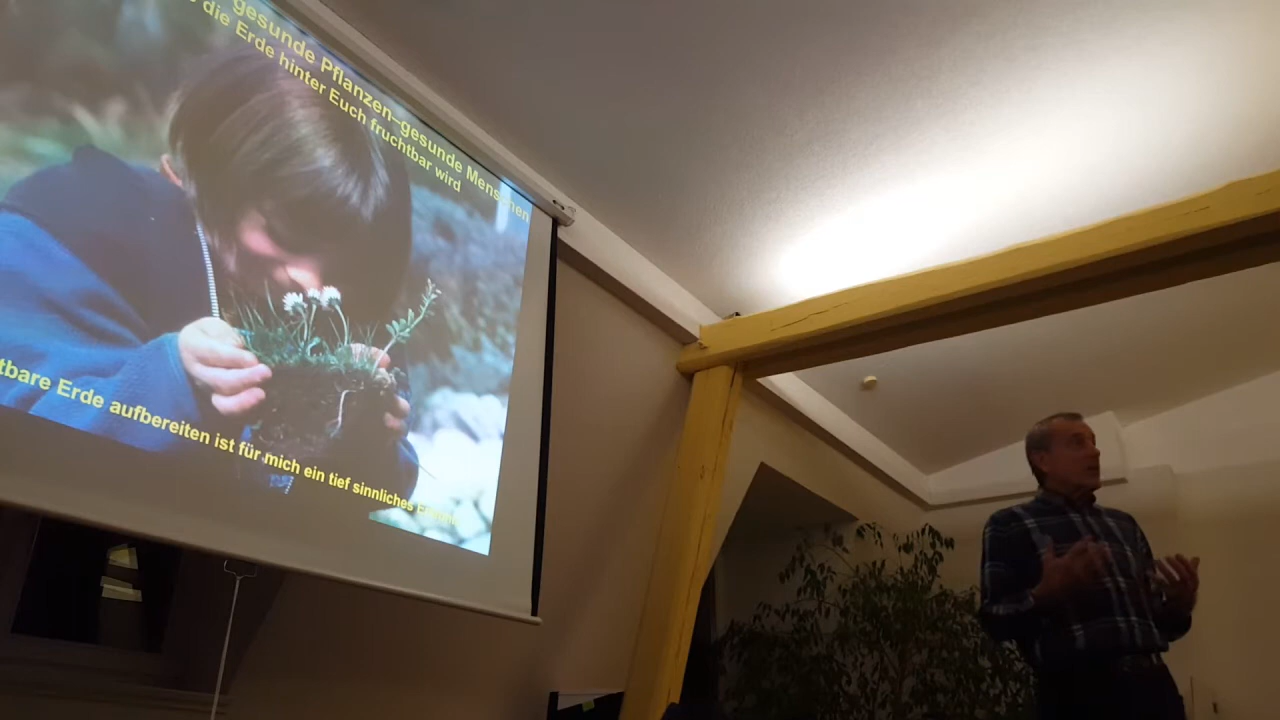 gesunde Pflanzen–gesunde Menschen
die Erde hinter Euch fruchtbar wird
tbare Erde aufbereiten ist für mich ein tief sinnliches